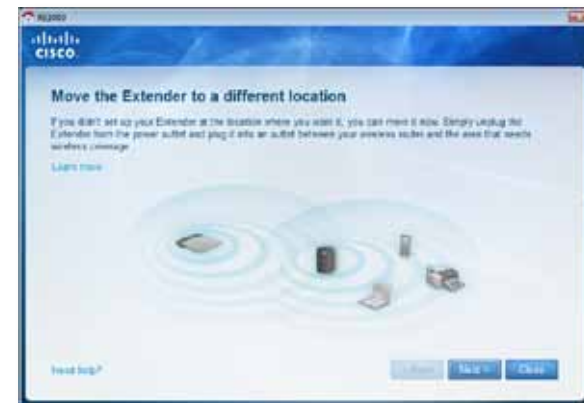 RE2000
CISCO
Move the Extender to a different location
If you didn't set up your Extender at the location where you want it, you can move it now. Simply unplug the
Extender from the power outlet and plug it into an outlet between your wireless router and the area that needs
wireless coverage.
Learn more
Need help?
Next >
Close